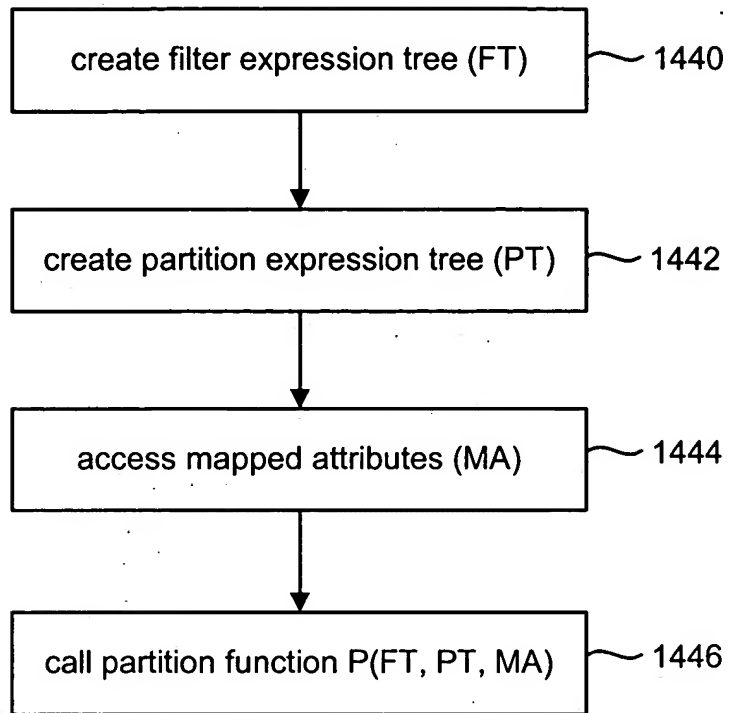 create filter expression tree (FT) 1440
create partition expression tree (PT) 1442
access mapped attributes (MA) 1444
call partition function P(FT, PT, MA) 1446